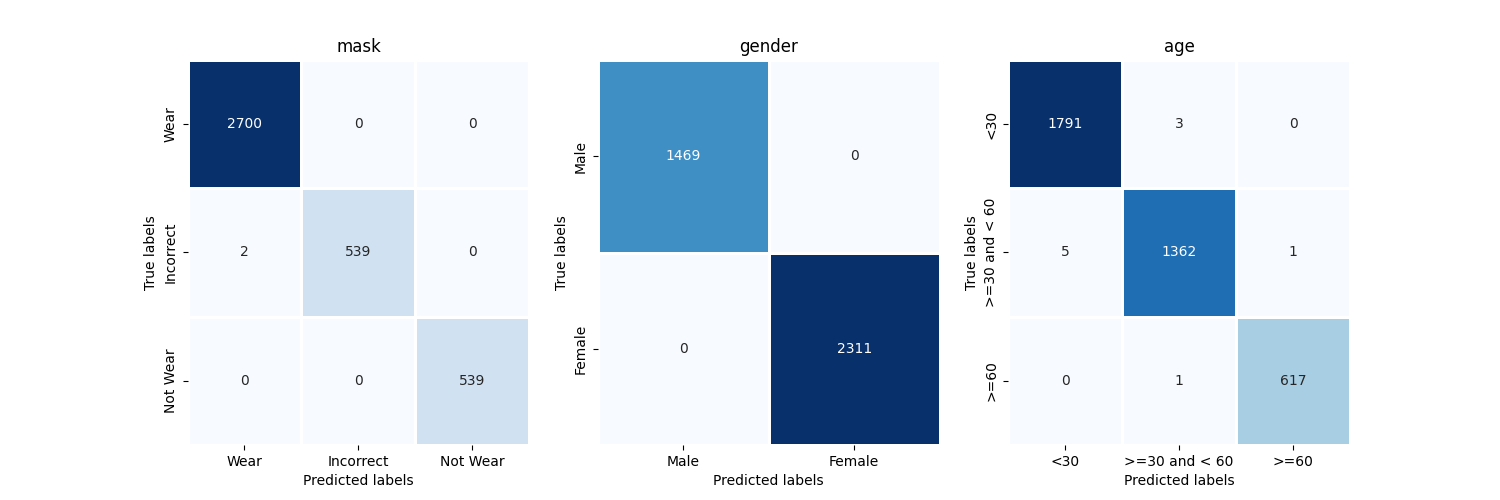 mask
True labels
Wear
Incorrect
Not Wear
2700 0 0
2 539 0
0 0 539
Wear Incorrect Not Wear
Predicted labels
gender
True labels
Male
Female
1469 0
0 2311
Male Female
Predicted labels
age
True labels
<30
>=30 and < 60
>=60
1791 3 0
5 1362 1
0 1 617
<30 >=30 and < 60 >=60
Predicted labels